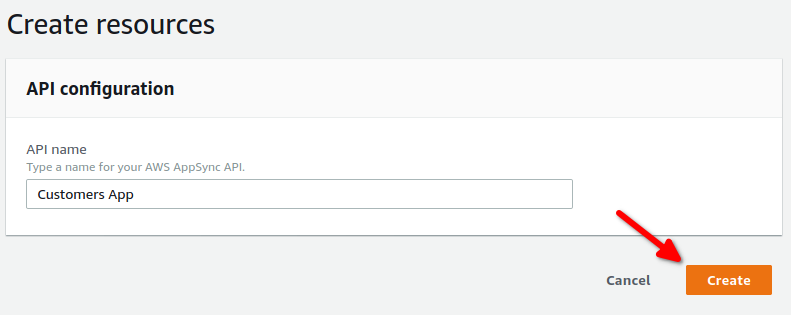 Create resources
API configuration
API name
Type a name for your AWS AppSync API.
Customers App
Cancel
Create